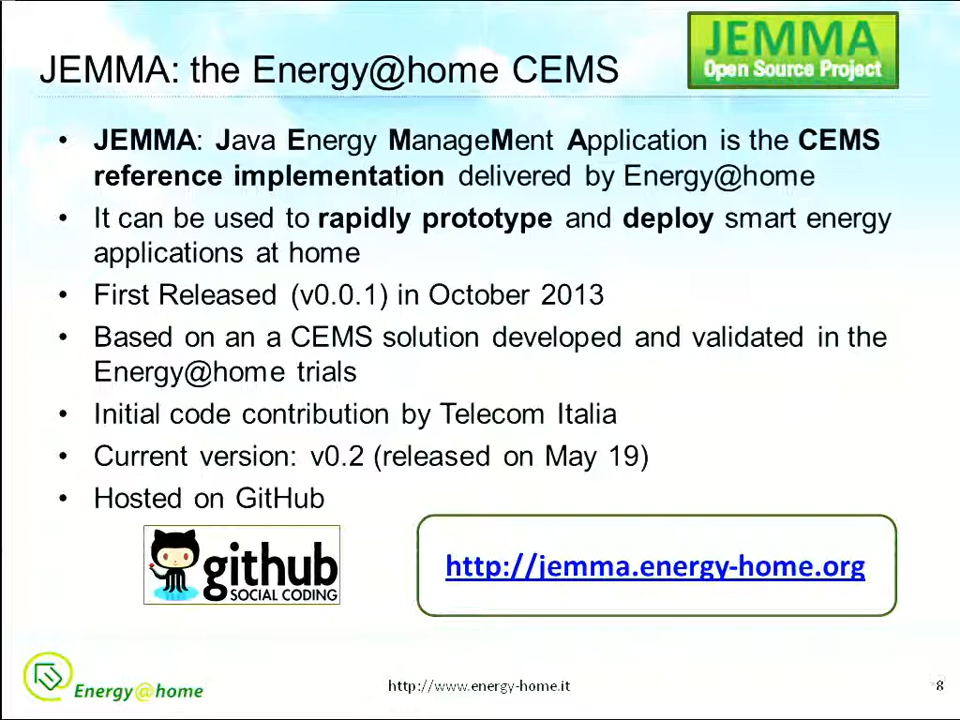 JEMMA
Open Source Project
JEMMA: the Energy@home CEMS
• JEMMA: Java Energy ManageMent Application is the CEMS
reference implementation delivered by Energy@home
• It can be used to rapidly prototype and deploy smart energy
applications at home
• First Released (v0.0.1) in October 2013
• Based on an a CEMS solution developed and validated in the
Energy@home trials
• Initial code contribution by Telecom Italia
• Current version: v0.2 (released on May 19)
• Hosted on GitHub
github
SOCIAL CODING
http://jemma.energy-home.org
Energy@home
http://www.energy-home.it
8